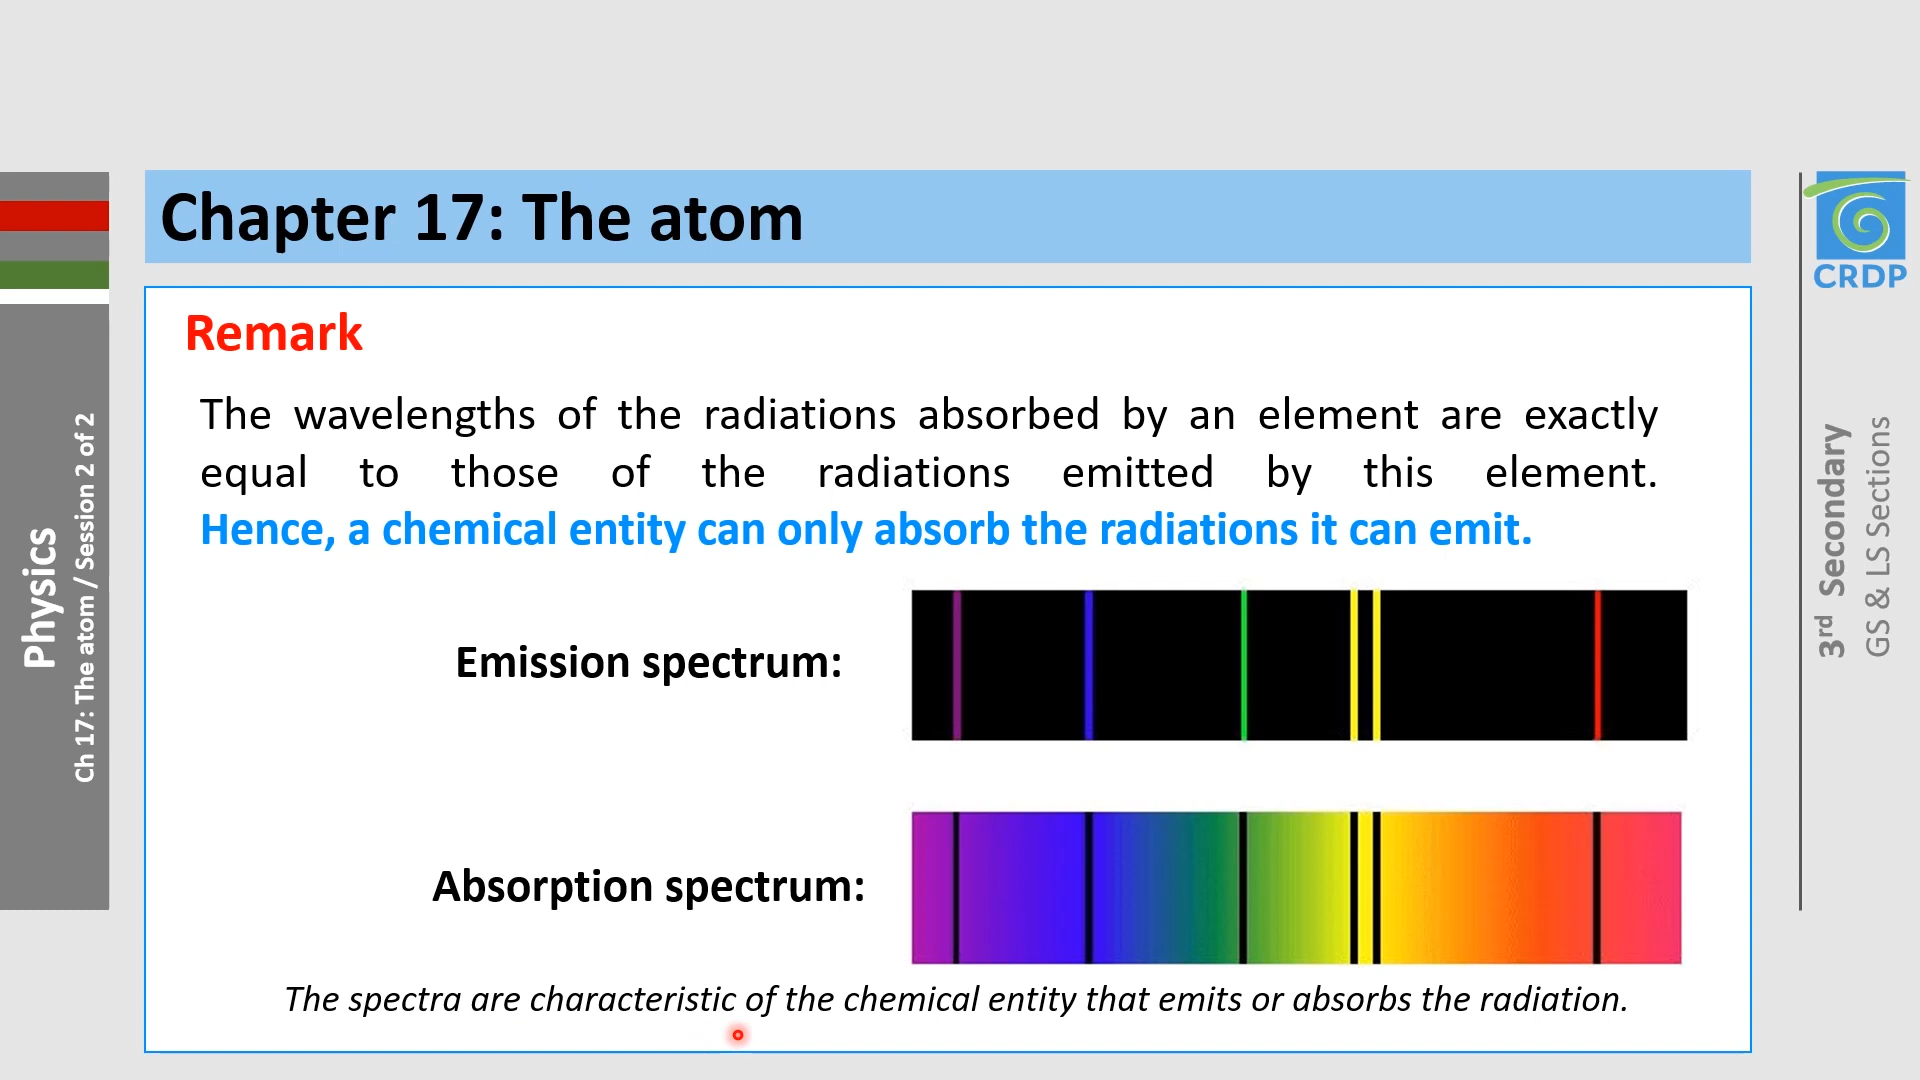 Chapter 17: The atom
Remark
The wavelengths of the radiations absorbed by an element are exactly
equal to those of the radiations emitted by this element.
Hence, a chemical entity can only absorb the radiations it can emit.
Emission spectrum:
Absorption spectrum:
The spectra are characteristic of the chemical entity that emits or absorbs the radiation.
Physics
Ch 17: The atom / Session 2 of 2
CRDP
3rd Secondary
GS & LS Sections